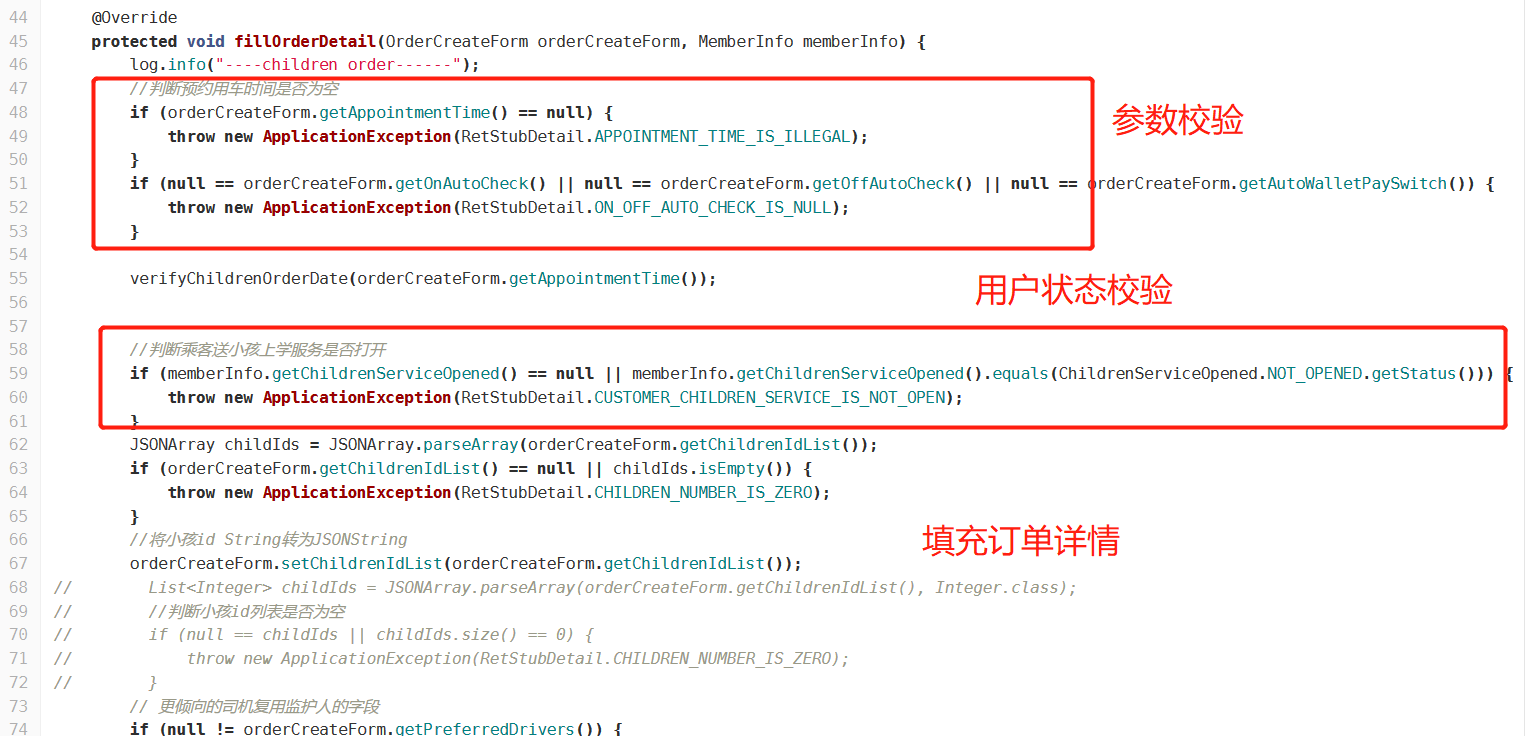 44 @Override
45 protected void fillOrderDetail(OrderCreateForm orderCreateForm, MemberInfo memberInfo) {
46 log.info("----children order------");
47 //判断预约用车时间是否为空
48 if (orderCreateForm.getAppointmentTime() == null) {
参数校验
49 throw new ApplicationException(RetStubDetail.APPOINTMENT_TIME_IS_ILLEGAL);
50 }
51 if (null == orderCreateForm.getOnAutoCheck() || null == orderCreateForm.getOffAutoCheck() || null == orderCreateForm.getAutoWalletPaySwitch()) {
52 throw new ApplicationException(RetStubDetail.ON_OFF_AUTO_CHECK_IS_NULL);
53 }
54
55 verifyChildrenOrderDate(orderCreateForm.getAppointmentTime());
用户状态校验
56
57
58 //判断乘客送小孩上学服务是否打开
59 if (memberInfo.getChildrenServiceOpened() == null || memberInfo.getChildrenServiceOpened().equals(ChildrenServiceOpened.NOT_OPENED.getStatus())) {
60 throw new ApplicationException(RetStubDetail.CUSTOMER_CHILDREN_SERVICE_IS_NOT_OPEN);
61 }
62 JSONArray childIds = JSONArray.parseArray(orderCreateForm.getChildrenIdList());
63 if (orderCreateForm.getChildrenIdList() == null || childIds.isEmpty()) {
64 throw new ApplicationException(RetStubDetail.CHILDREN_NUMBER_IS_ZERO);
65 }
66 //将小孩id String转为JSONString
填充订单详情
67 orderCreateForm.setChildrenIdList(orderCreateForm.getChildrenIdList());
68 // List<Integer> childIds = JSONArray.parseArray(orderCreateForm.getChildrenIdList(), Integer.class);
69 // //判断小孩id列表是否为空
70 // if (null == childIds || childIds.size() == 0) {
71 // throw new ApplicationException(RetStubDetail.CHILDREN_NUMBER_IS_ZERO);
72 // }
73 // 更倾向的司机复用监护人的字段
74 if (null != orderCreateForm.getPreferredDrivers()) {